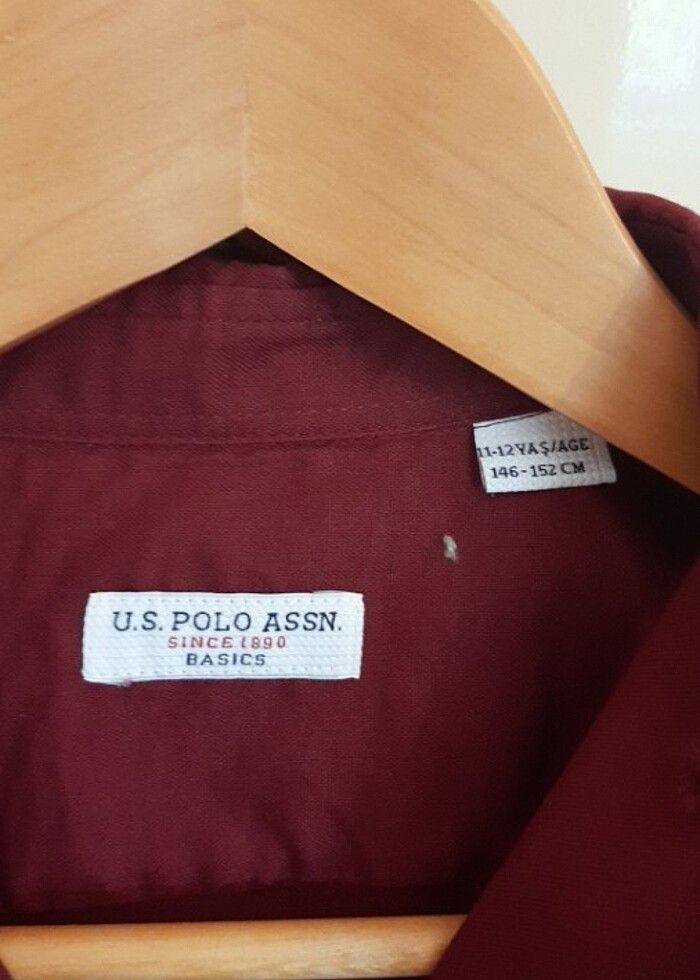 11-12 YAŞ/AGE
146-152 CM
U.S. POLO ASSN.
SINCE 1890
BASICS